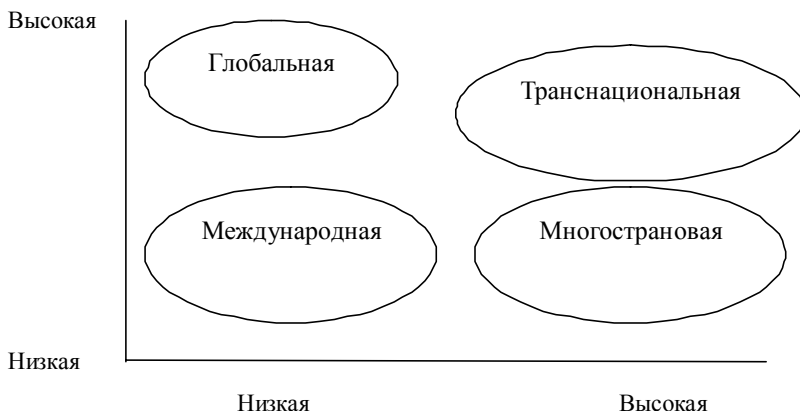 Высокая
Глобальная
Транснациональная
Международная
Многострановая
Низкая
Низкая
Высокая